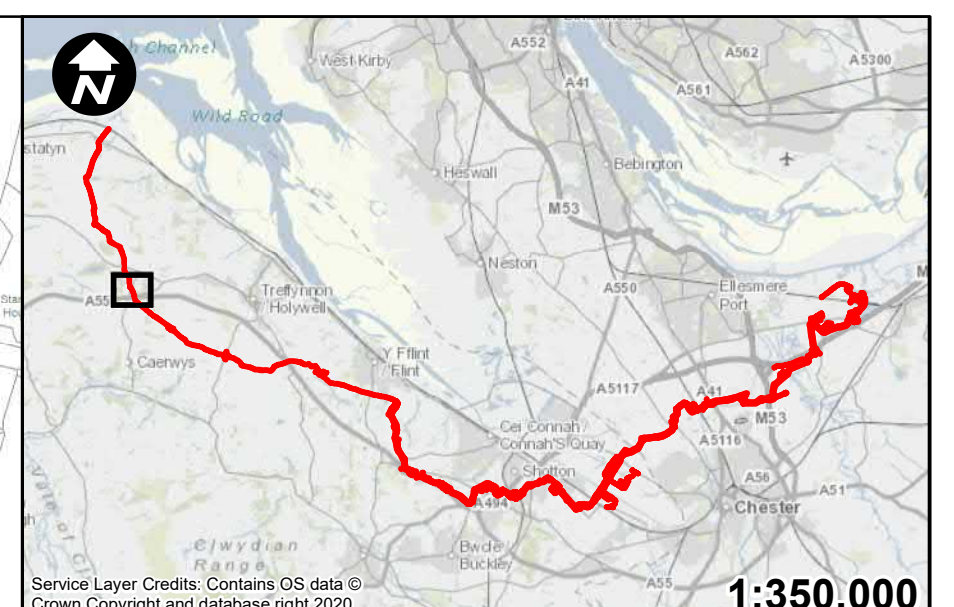 N
h Channel
West Kirby
A552
A562
A5300
A41
A561
Wild Road
statyn
Heswall
Bebington
M53
Neston
A550
Ellesmere
Port
M
Treffynnon
/Holywell
A55
Caerwys
Y Fflint
/Flint
A5117
A41
M53
Cei Connah /
Connah'S Quay
A5116
Shotton
A56
A51
A494
Chester
Clwydian
Range
Bwcle/
Buckley
A55
Service Layer Credits: Contains OS data ©
Crown Copyright and database right 2020
1:350,000